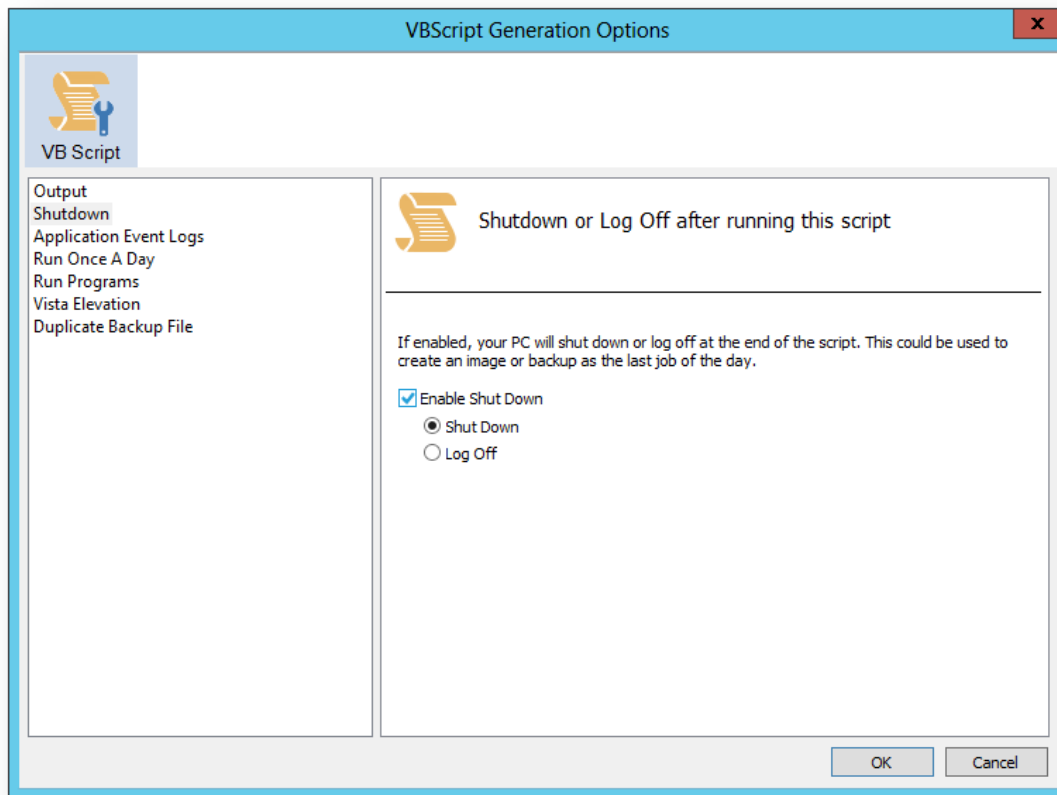 VBScript Generation Options
x
VB Script
Output
Shutdown
Application Event Logs
Run Once A Day
Run Programs
Vista Elevation
Duplicate Backup File
Shutdown or Log Off after running this script
If enabled, your PC will shut down or log off at the end of the script. This could be used to
create an image or backup as the last job of the day.
Enable Shut Down
Shut Down
Log Off
OK
Cancel